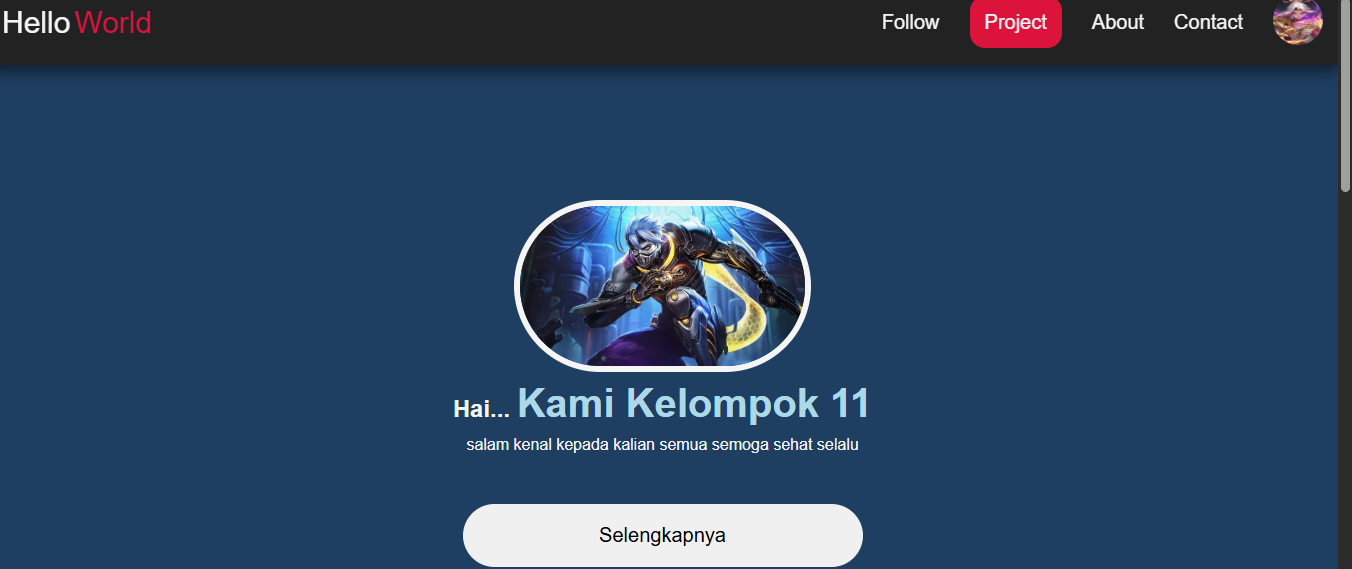 Hello World
Follow Project About Contact
Hai... Kami Kelompok 11
salam kenal kepada kalian semua semoga sehat selalu
Selengkapnya